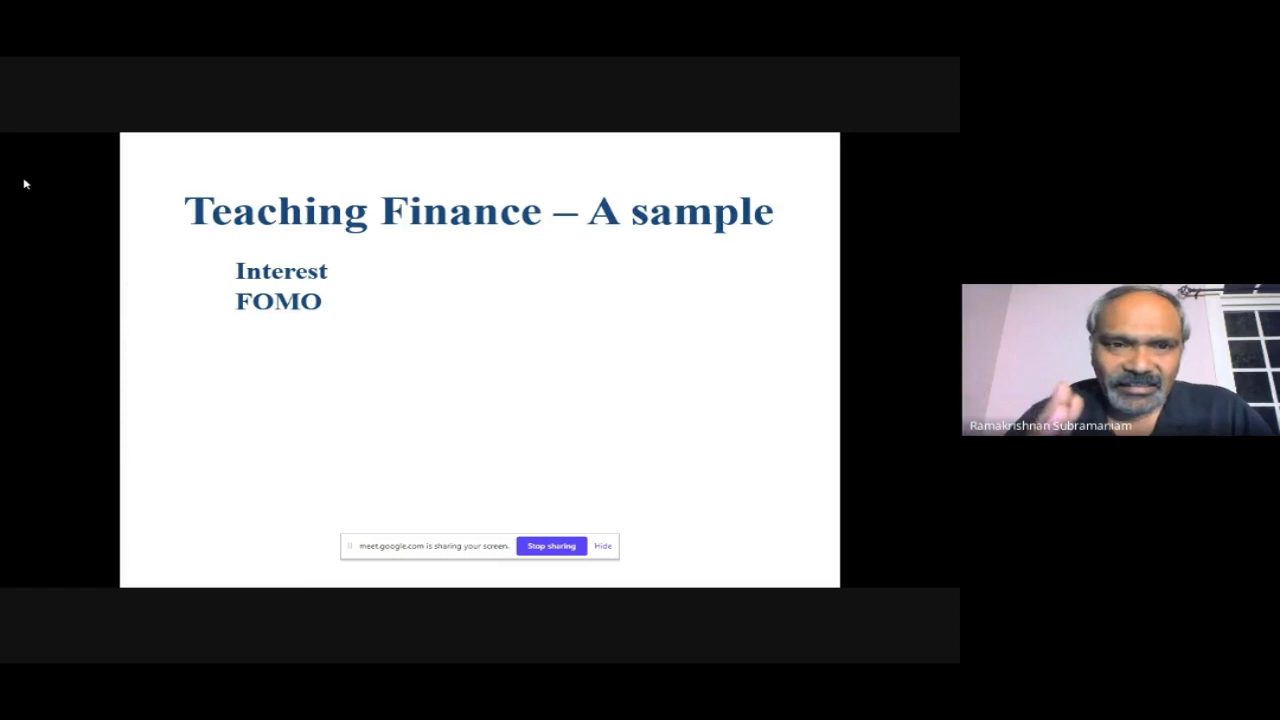 Teaching Finance – A sample
Interest
FOMO
meet.google.com is sharing your screen.
Stop sharing
Hide
Ramakrishnan Subramaniam